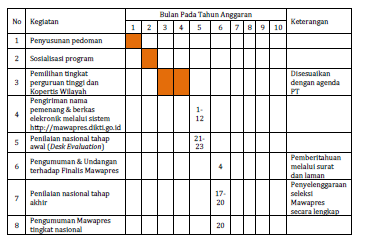 No Kegiatan Bulan Pada Tahun Anggaran Keterangan
1 2 3 4 5 6 7 8 9 10
1 Penyusunan pedoman
2 Sosialisasi program
3 Pemilihan tingkat perguruan tinggi dan Kopertis Wilayah Disesuaikan dengan agenda PT
4 Pengiriman nama pemenang & berkas elekronik melalui sistem http://mawapres.dikti.go.id 1-12
5 Penilaian nasional tahap awal (Desk Evaluation) 21-23
6 Pengumuman & Undangan terhadap Finalis Mawapres 4 Pemberitahuan melalui surat dan laman
7 Penilaian nasional tahap akhir 17-20 Penyelenggaraan seleksi Mawapres secara lengkap
8 Pengumuman Mawapres tingkat nasional 20